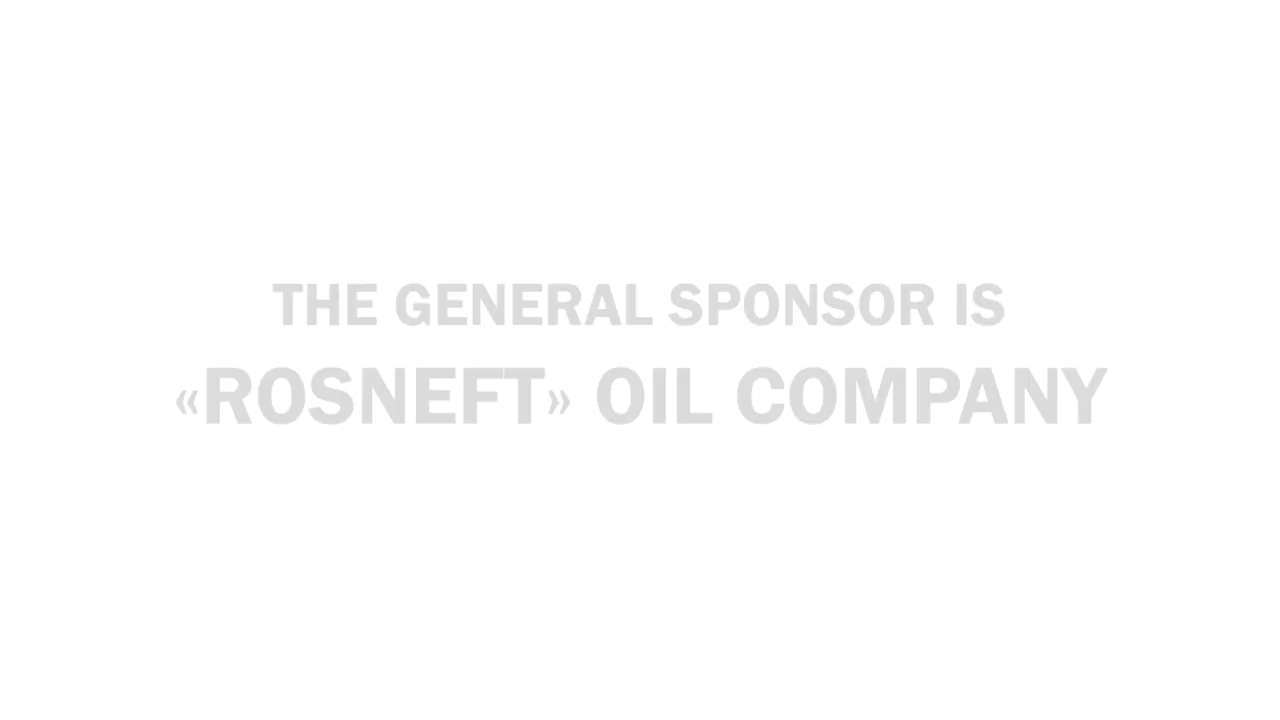 THE GENERAL SPONSOR IS
«ROSNEFT» OIL COMPANY